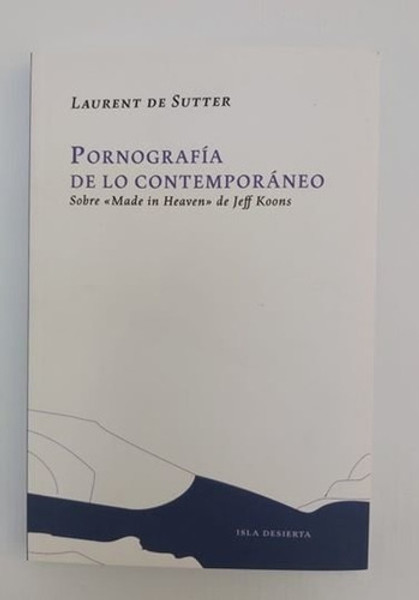 Laurent de Sutter
Pornografía
de lo contemporáneo
Sobre «Made in Heaven» de Jeff Koons
Isla desierta